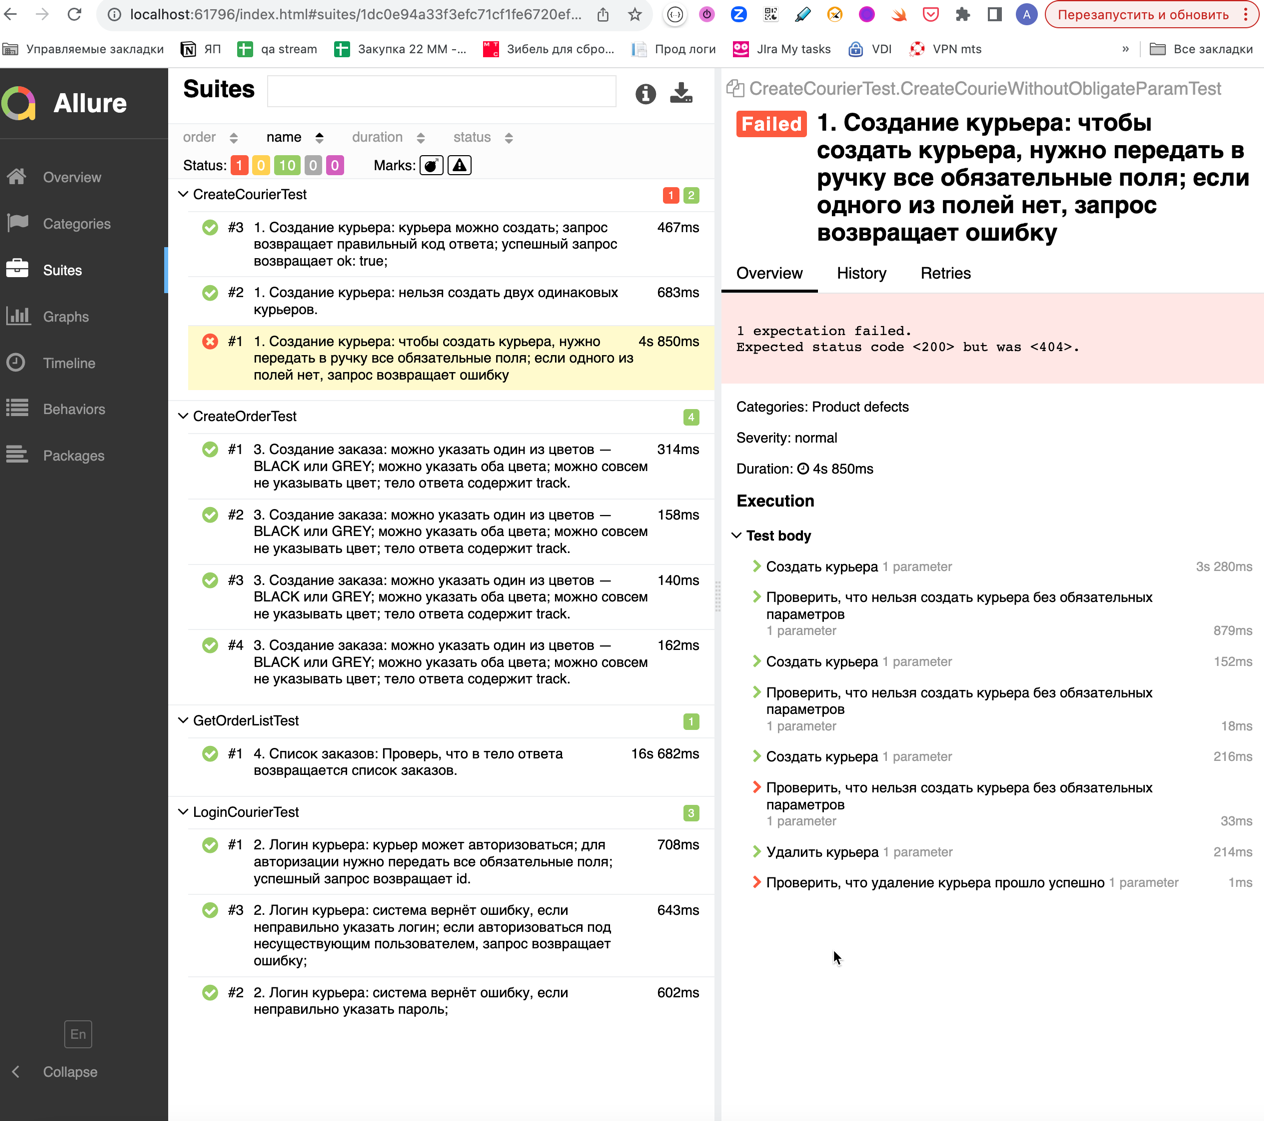 localhost:61796/index.html#suites/1dc0e94a33f3efc71cf1fe6720ef...
A
Перезапустить и обновить
Управляемые закладки
ЯП
qa stream
Закупка 22 ММ –...
Зибель для сбро...
Прод логи
JIra My tasks
VDI
VPN mts
»
Все закладки
Allure
Overview
Categories
Suites
Graphs
Timeline
Behaviors
Packages
En
Collapse
Suites
order
name
duration
status
Status: 1 0 10 0 0
Marks:
CreateCourierTest 1 2
#3 1. Создание курьера: курьера можно создать; запрос 467ms
возвращает правильный код ответа; успешный запрос
возвращает ok: true;
#2 1. Создание курьера: нельзя создать двух одинаковых 683ms
курьеров.
#1 1. Создание курьера: чтобы создать курьера, нужно 4s 850ms
передать в ручку все обязательные поля; если одного из
полей нет, запрос возвращает ошибку
CreateOrderTest 4
#1 3. Создание заказа: можно указать один из цветов — 314ms
BLACK или GREY; можно указать оба цвета; можно совсем
не указывать цвет; тело ответа содержит track.
#2 3. Создание заказа: можно указать один из цветов — 158ms
BLACK или GREY; можно указать оба цвета; можно совсем
не указывать цвет; тело ответа содержит track.
#3 3. Создание заказа: можно указать один из цветов — 140ms
BLACK или GREY; можно указать оба цвета; можно совсем
не указывать цвет; тело ответа содержит track.
#4 3. Создание заказа: можно указать один из цветов — 162ms
BLACK или GREY; можно указать оба цвета; можно совсем
не указывать цвет; тело ответа содержит track.
GetOrderListTest 1
#1 4. Список заказов: Проверь, что в тело ответа 16s 682ms
возвращается список заказов.
LoginCourierTest 3
#1 2. Логин курьера: курьер может авторизоваться; для 708ms
авторизации нужно передать все обязательные поля;
успешный запрос возвращает id.
#3 2. Логин курьера: система вернёт ошибку, если 643ms
неправильно указать логин; если авторизоваться под
несуществующим пользователем, запрос возвращает
ошибку;
#2 2. Логин курьера: система вернёт ошибку, если 602ms
неправильно указать пароль;
CreateCourierTest.CreateCourieWithoutObligateParamTest
Failed 1. Создание курьера: чтобы
создать курьера, нужно передать в
ручку все обязательные поля; если
одного из полей нет, запрос
возвращает ошибку
Overview
History
Retries
1 expectation failed.
Expected status code <200> but was <404>.
Categories: Product defects
Severity: normal
Duration: 4s 850ms
Execution
Test body
Создать курьера 1 parameter 3s 280ms
Проверить, что нельзя создать курьера без обязательных
параметров
1 parameter 879ms
Создать курьера 1 parameter 152ms
Проверить, что нельзя создать курьера без обязательных
параметров
1 parameter 18ms
Создать курьера 1 parameter 216ms
Проверить, что нельзя создать курьера без обязательных
параметров
1 parameter 33ms
Удалить курьера 1 parameter 214ms
Проверить, что удаление курьера прошло успешно 1 parameter 1ms